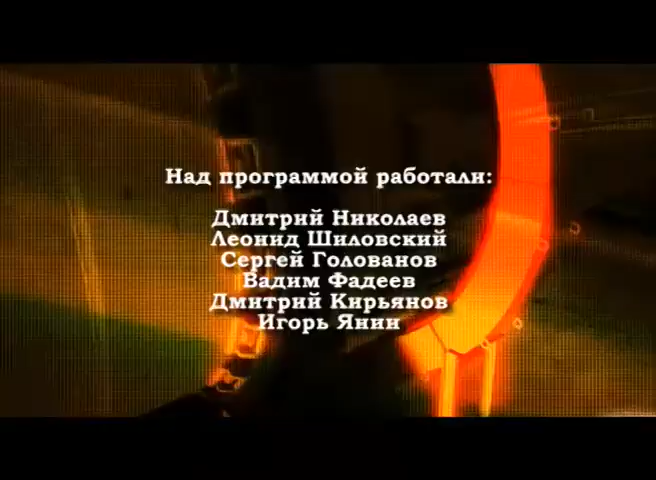 Над программой работали:
Дмитрий Николаев
Леонид Шиловский
Сергей Голованов
Вадим Фадеев
Дмитрий Кирьянов
Игорь Янин